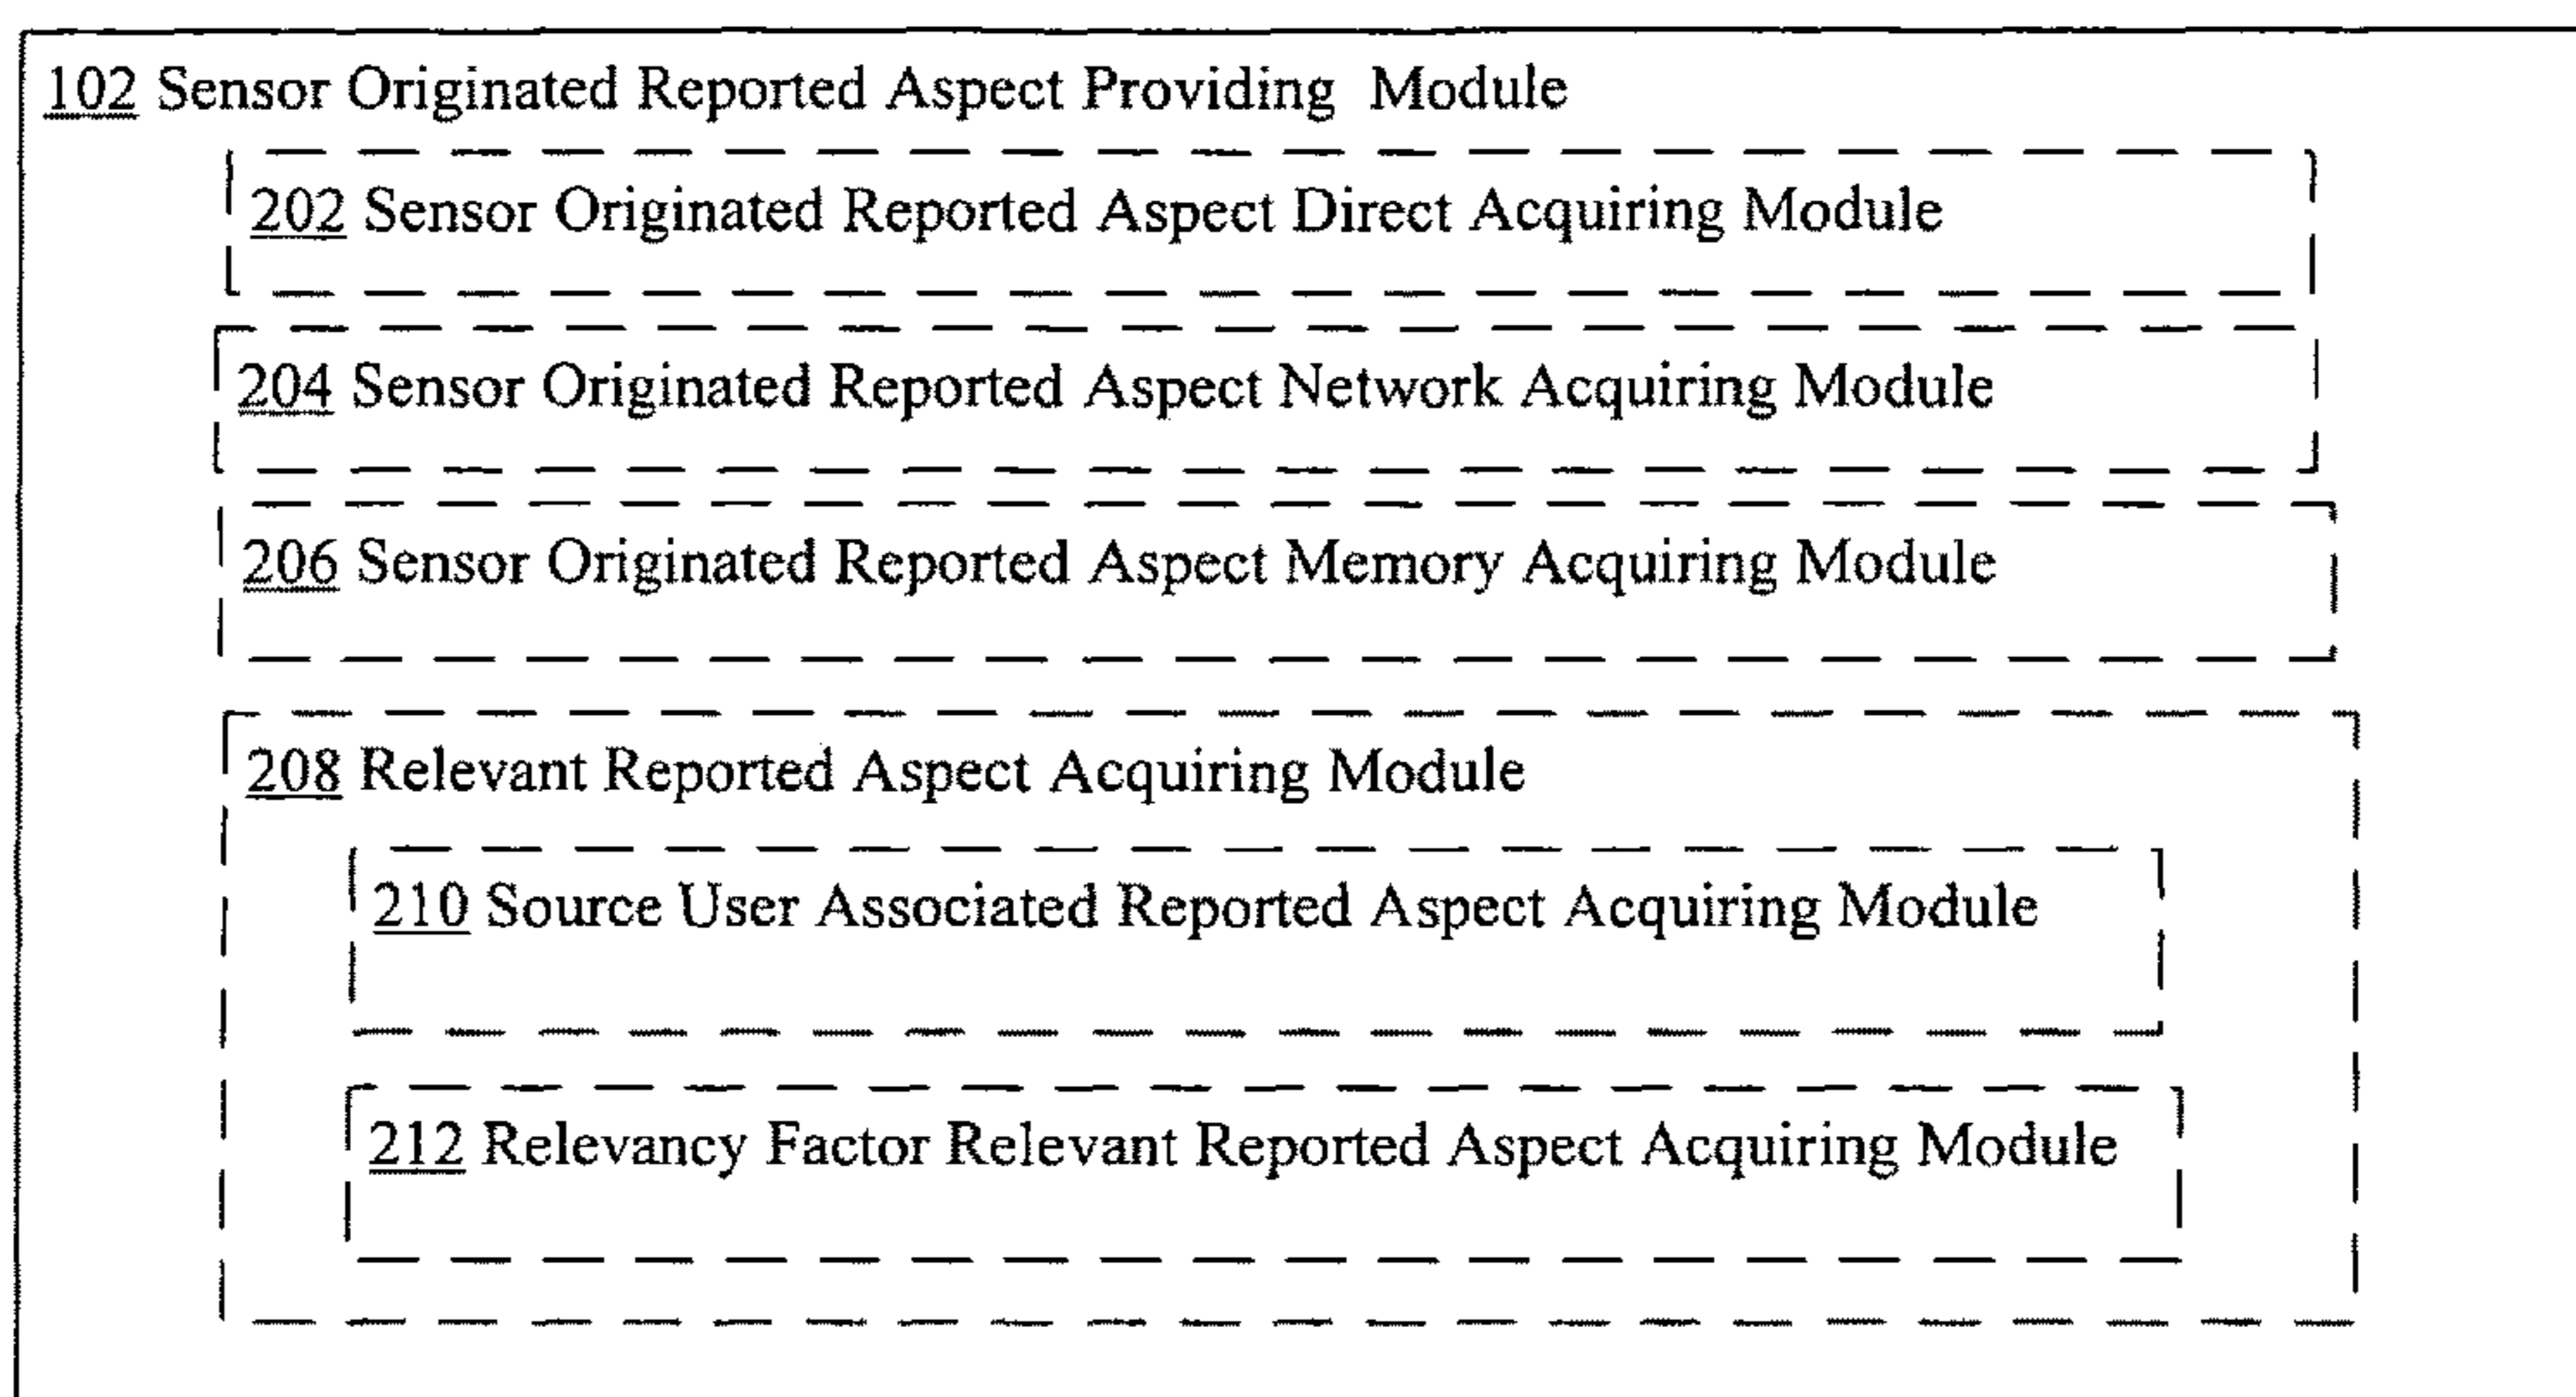 102 Sensor Originated Reported Aspect Providing Module
202 Sensor Originated Reported Aspect Direct Acquiring Module
204 Sensor Originated Reported Aspect Network Acquiring Module
206 Sensor Originated Reported Aspect Memory Acquiring Module
208 Relevant Reported Aspect Acquiring Module
210 Source User Associated Reported Aspect Acquiring Module
212 Relevancy Factor Relevant Reported Aspect Acquiring Module